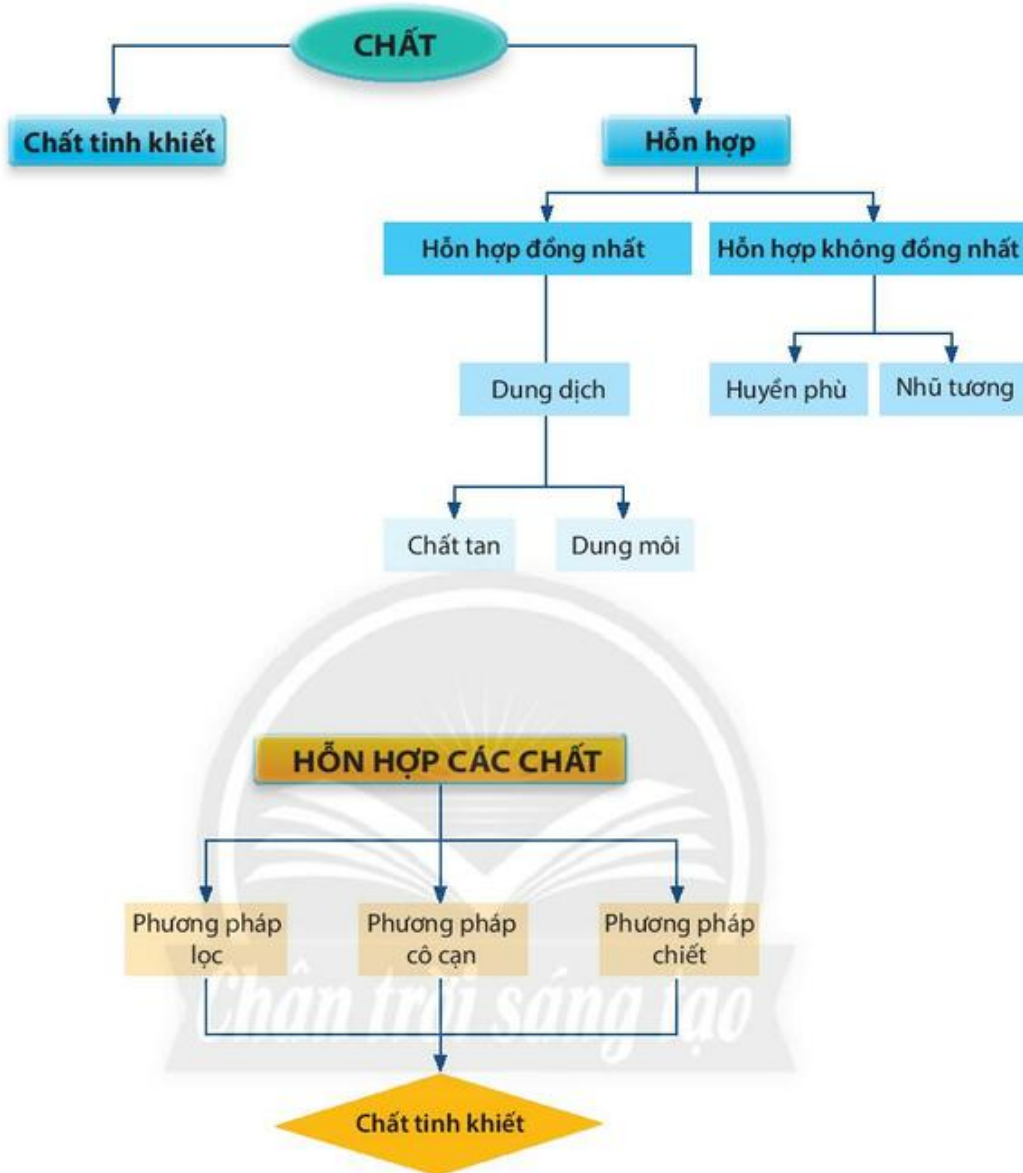 CHẤT
Chất tinh khiết
Hỗn hợp
Hỗn hợp đồng nhất
Hỗn hợp không đồng nhất
Dung dịch
Huyền phù
Nhũ tương
Chất tan
Dung môi
HỖN HỢP CÁC CHẤT
Phương pháp
lọc
Phương pháp
cô cạn
Phương pháp
chiết
Chân trời sáng tạo
Chất tinh khiết